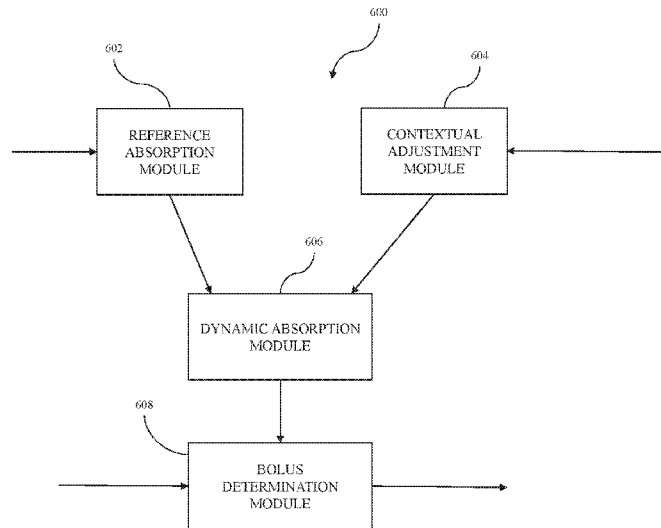 600
602
604
REFERENCE
ABSORPTION
MODULE
CONTEXTUAL
ADJUSTMENT
MODULE
606
DYNAMIC ABSORPTION
MODULE
608
BOLUS
DETERMINATION
MODULE